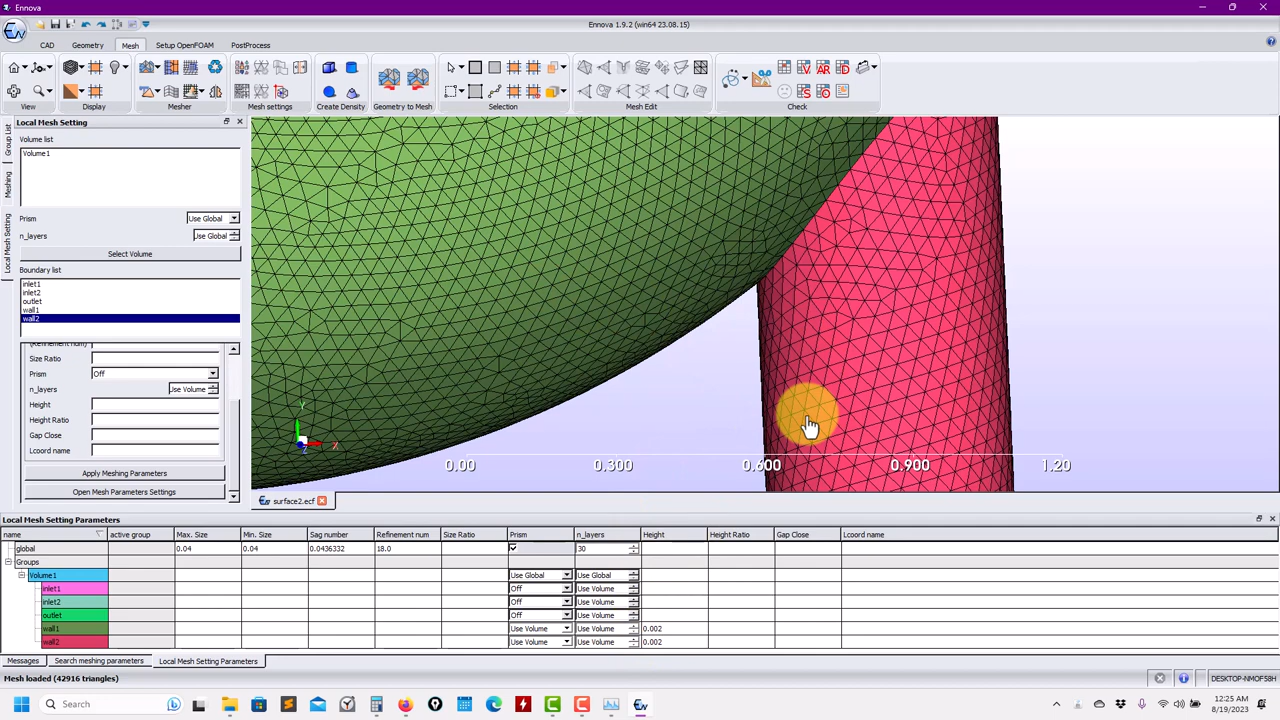 Ennova
Ennova 1.9.2 (win64 23.08.15)
CAD Geometry Mesh Setup OpenFOAM PostProcess
View Display Mesher Mesh settings Create Density Geometry to Mesh Selection Mesh Edit Check
Local Mesh Setting
Group List
Meshing
Local Mesh Setting
Volume list
Volume1
Prism Use Global
n_layers Use Global
Select Volume
Boundary list
inlet1
inlet2
outlet
wall1
wall2
Size Ratio
Prism Off
n_layers Use Volume
Height
Height Ratio
Gap Close
Lcoord name
Apply Meshing Parameters
Open Mesh Parameters Settings
Y
X
Z
0.00 0.300 0.600 0.900 1.20
surface2.ecf
Local Mesh Setting Parameters
name active group Max. Size Min. Size Sag number Refinement num Size Ratio Prism n_layers Height Height Ratio Gap Close Lcoord name
global 0.04 0.04 0.0436332 18.0 30
Groups
Volume1 Use Global Use Global
inlet1 Off Use Volume
inlet2 Off Use Volume
outlet Off Use Volume
wall1 Use Volume Use Volume 0.002
wall2 Use Volume Use Volume 0.002
Messages Search meshing parameters Local Mesh Setting Parameters
Mesh loaded (42916 triangles) DESKTOP-NMOF58H
Search
12:25 AM
8/19/2023